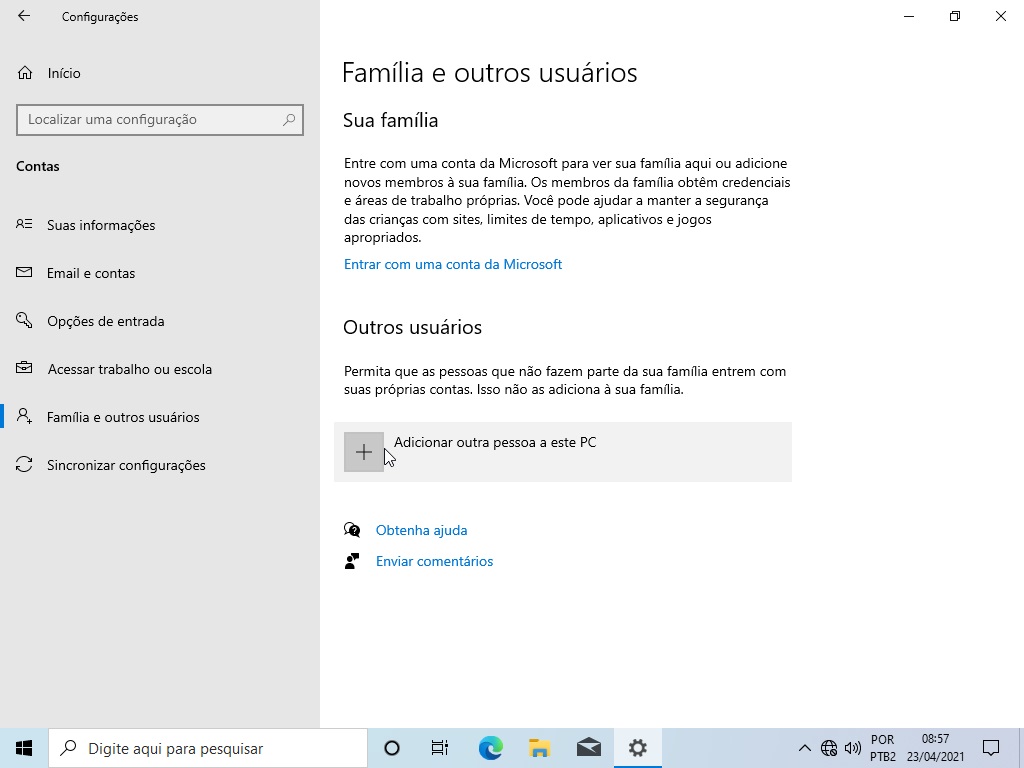 Configurações
Início
Localizar uma configuração
Contas
Suas informações
Email e contas
Opções de entrada
Acessar trabalho ou escola
Família e outros usuários
Sincronizar configurações
Família e outros usuários
Sua família
Entre com uma conta da Microsoft para ver sua família aqui ou adicione
novos membros à sua família. Os membros da família obtêm credenciais
e áreas de trabalho próprias. Você pode ajudar a manter a segurança
das crianças com sites, limites de tempo, aplicativos e jogos
apropriados.
Entrar com uma conta da Microsoft
Outros usuários
Permita que as pessoas que não fazem parte da sua família entrem com
suas próprias contas. Isso não as adiciona à sua família.
Adicionar outra pessoa a este PC
Obtenha ajuda
Enviar comentários
Digite aqui para pesquisar
POR
PTB2
08:57
23/04/2021